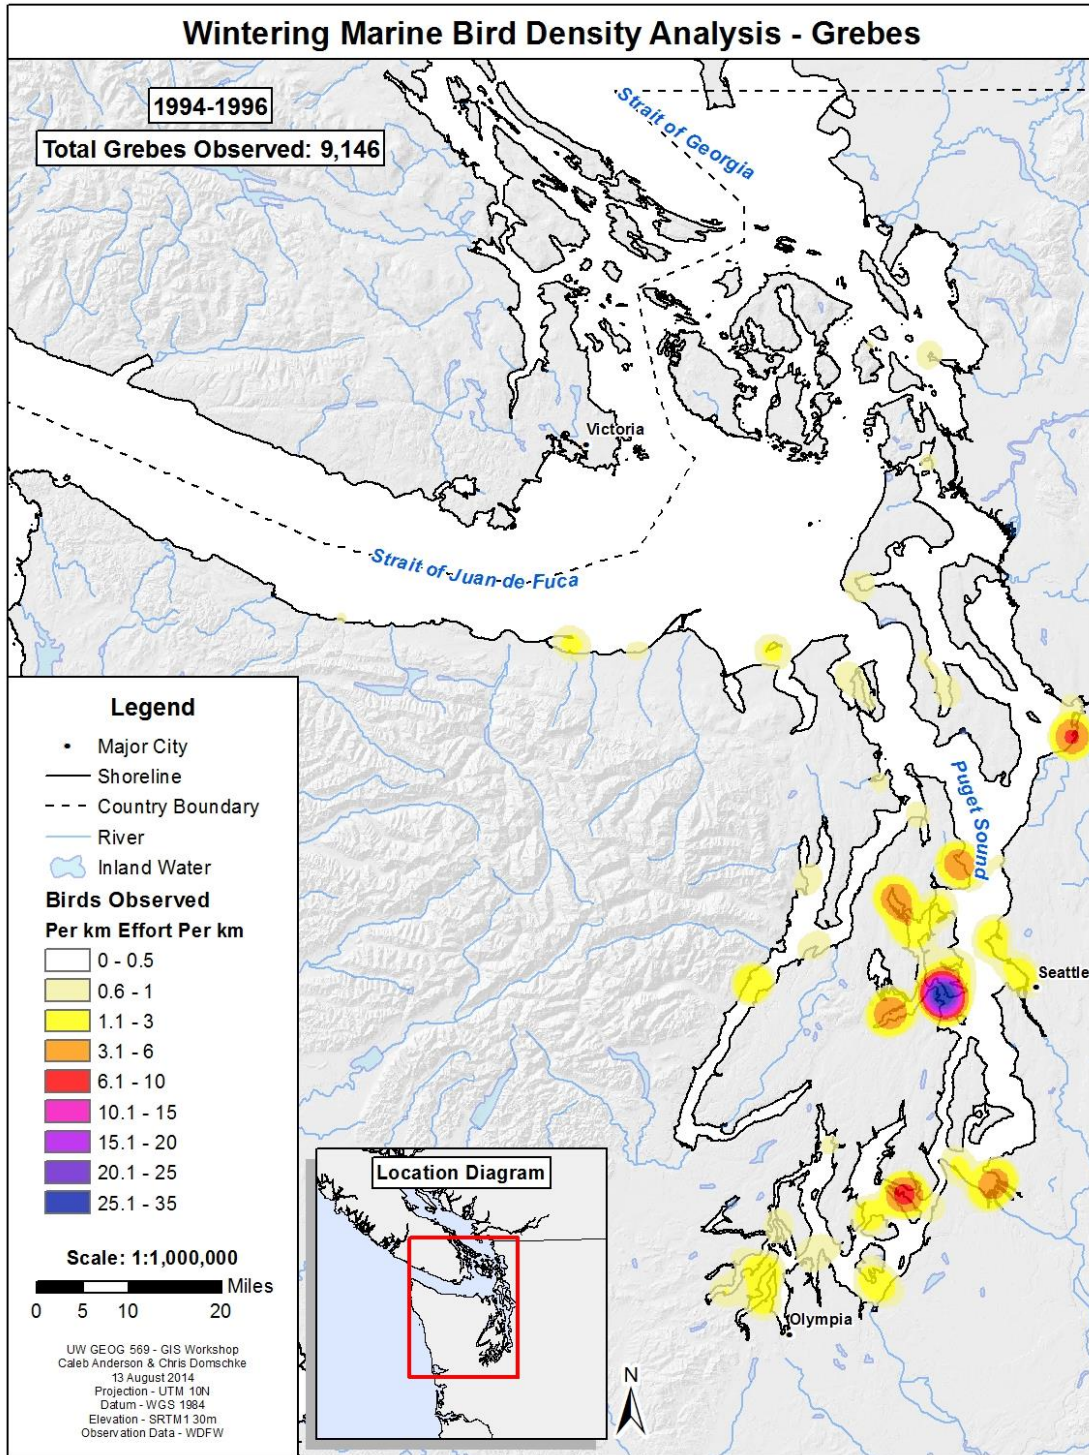 Wintering Marine Bird Density Analysis - Grebes
1994-1996
Total Grebes Observed: 9,146
Strait of Georgia
Victoria
Strait of Juan de Fuca
Puget Sound
Seattle
Olympia
Legend
Major City
Shoreline
Country Boundary
River
Inland Water
Birds Observed
Per km Effort Per km
0 - 0.5
0.6 - 1
1.1 - 3
3.1 - 6
6.1 - 10
10.1 - 15
15.1 - 20
20.1 - 25
25.1 - 35
Scale: 1:1,000,000
Miles
0 5 10 20
UW GEOG 569 - GIS Workshop
Caleb Anderson & Chris Domschke
13 August 2014
Projection - UTM 10N
Datum - WGS 1984
Elevation - SRTM1 30m
Observation Data - WDFW
Location Diagram
N